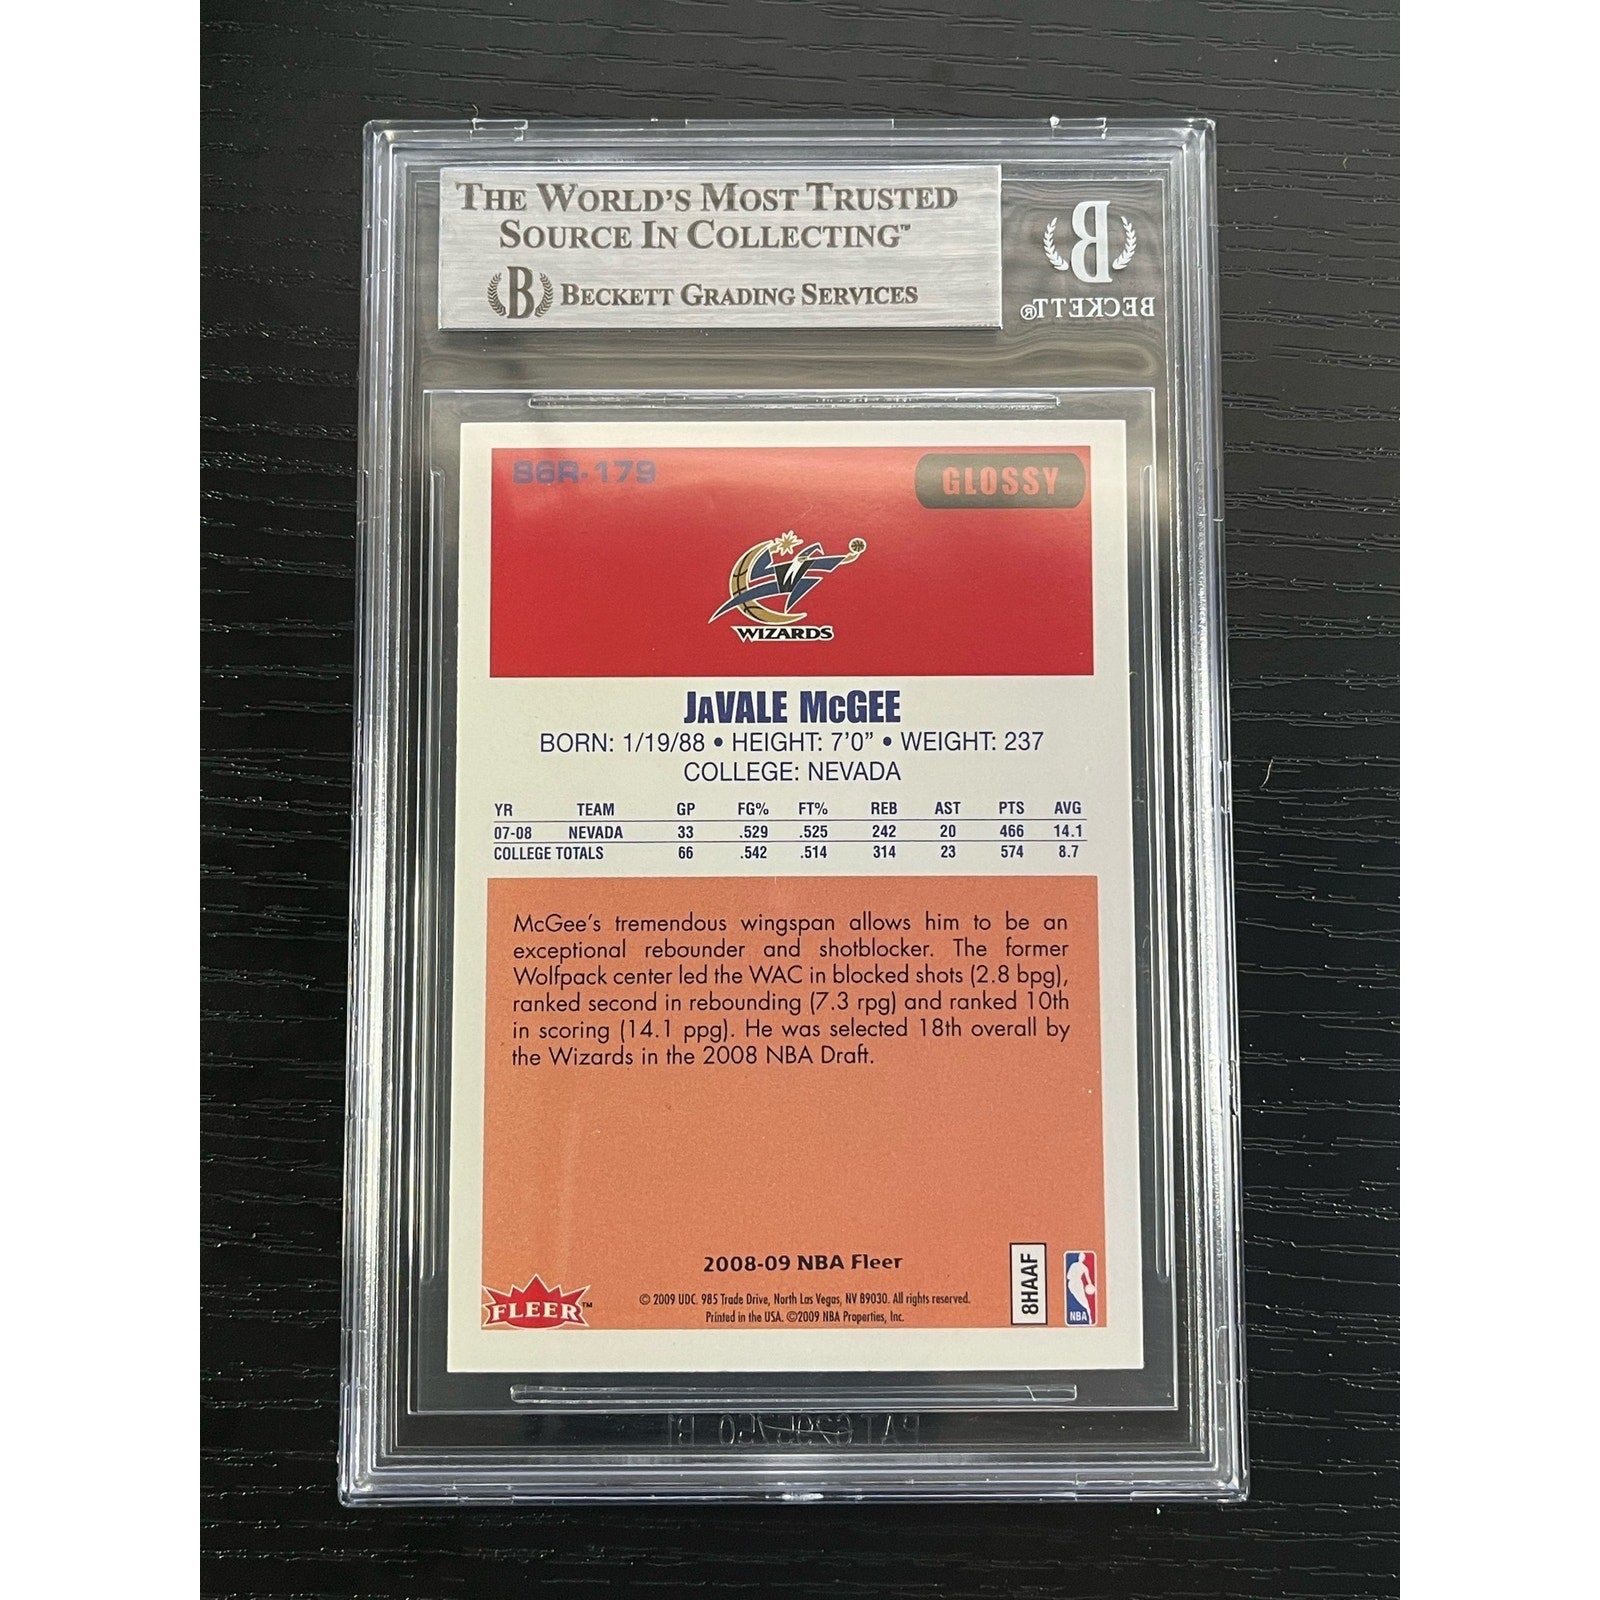 THE WORLD'S MOST TRUSTED
SOURCE IN COLLECTING™
B BECKETT GRADING SERVICES
B
BECKETT®
86R-179
GLOSSY
WIZARDS
JaVALE McGEE
BORN: 1/19/88 • HEIGHT: 7'0" • WEIGHT: 237
COLLEGE: NEVADA
YR TEAM GP FG% FT% REB AST PTS AVG
07-08 NEVADA 33 .529 .525 242 20 466 14.1
COLLEGE TOTALS 66 .542 .514 314 23 574 8.7
McGee's tremendous wingspan allows him to be an
exceptional rebounder and shotblocker. The former
Wolfpack center led the WAC in blocked shots (2.8 bpg),
ranked second in rebounding (7.3 rpg) and ranked 10th
in scoring (14.1 ppg). He was selected 18th overall by
the Wizards in the 2008 NBA Draft.
2008-09 NBA Fleer
© 2009 UDC. 985 Trade Drive, North Las Vegas, NV 89030. All rights reserved.
Printed in the USA. ©2009 NBA Properties, Inc.
FLEER™
8HAAF
NBA